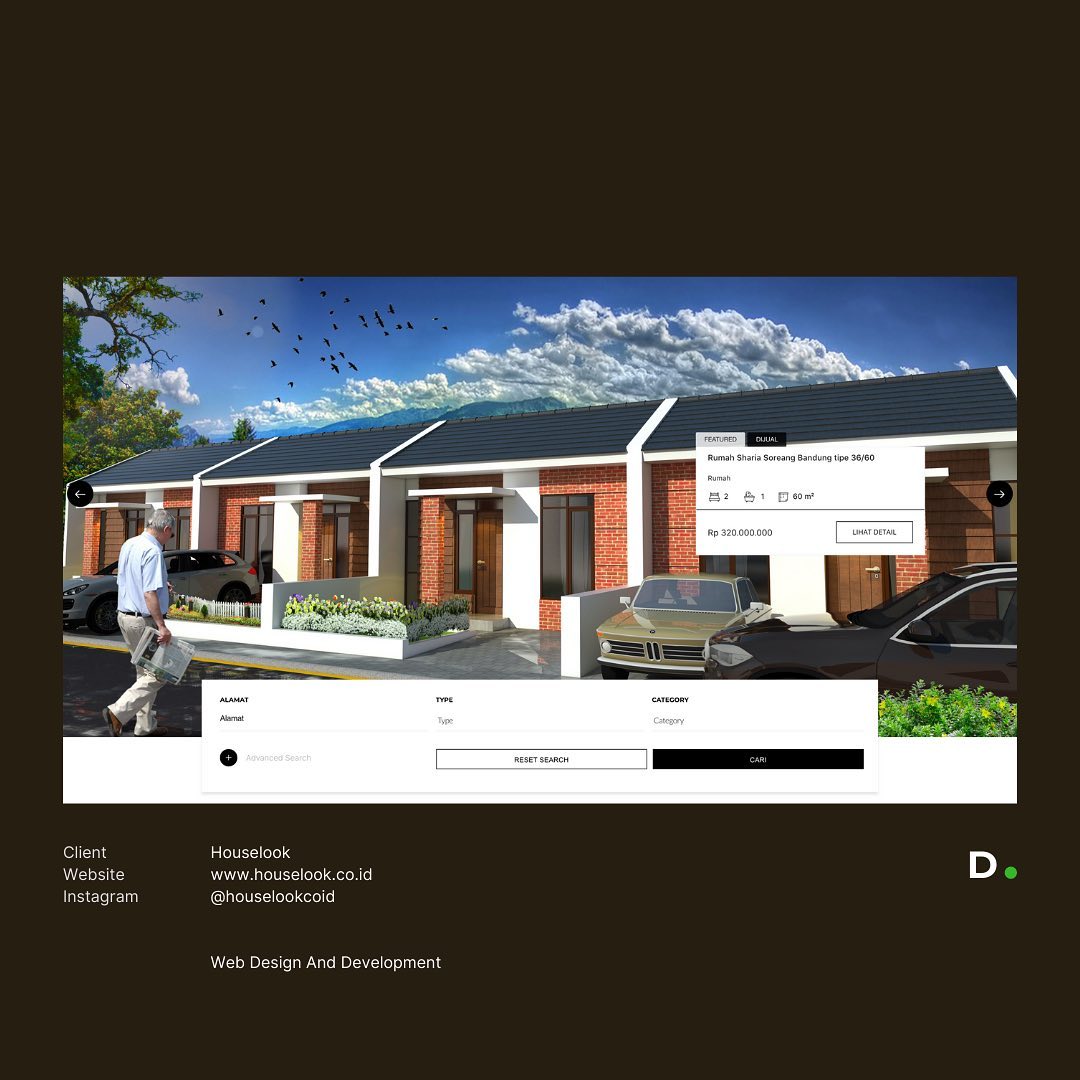 FEATURED DIJUAL
Rumah Sharia Soreang Bandung tipe 36/60
Rumah
2 1 60 m²
Rp 320.000.000 LIHAT DETAIL
ALAMAT TYPE CATEGORY
Alamat Type Category
Advanced Search RESET SEARCH CARI
Client Houselook
Website www.houselook.co.id
Instagram @houselookcoid
Web Design And Development
D.